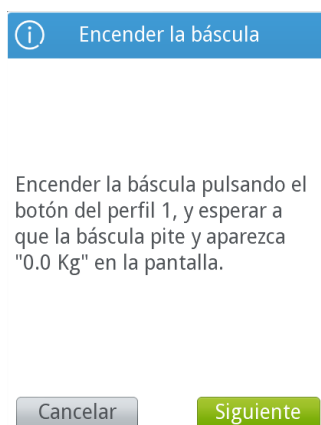 Encender la báscula
Encender la báscula pulsando el
botón del perfil 1, y esperar a
que la báscula pite y aparezca
"0.0 Kg" en la pantalla.
Cancelar
Siguiente